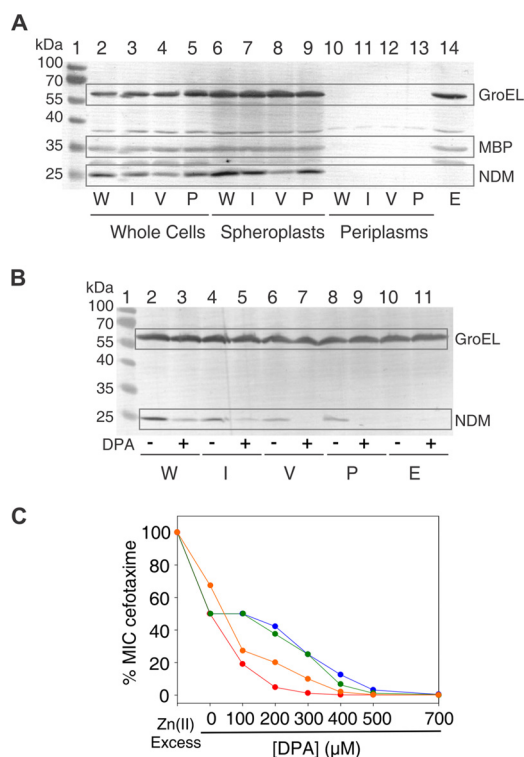 A
kDa 1 2 3 4 5 6 7 8 9 10 11 12 13 14
100
70
55
40
35
25
GroEL
MBP
NDM
W I V P W I V P W I V P E
Whole Cells Spheroplasts Periplasms
B
kDa 1 2 3 4 5 6 7 8 9 10 11
100
70
55
40
35
25
GroEL
NDM
DPA - + - + - + - + - +
W I V P E
C
% MIC cefotaxime
100
80
60
40
20
0
Zn(II) Excess
0 100 200 300 400 500 700
[DPA] (μM)